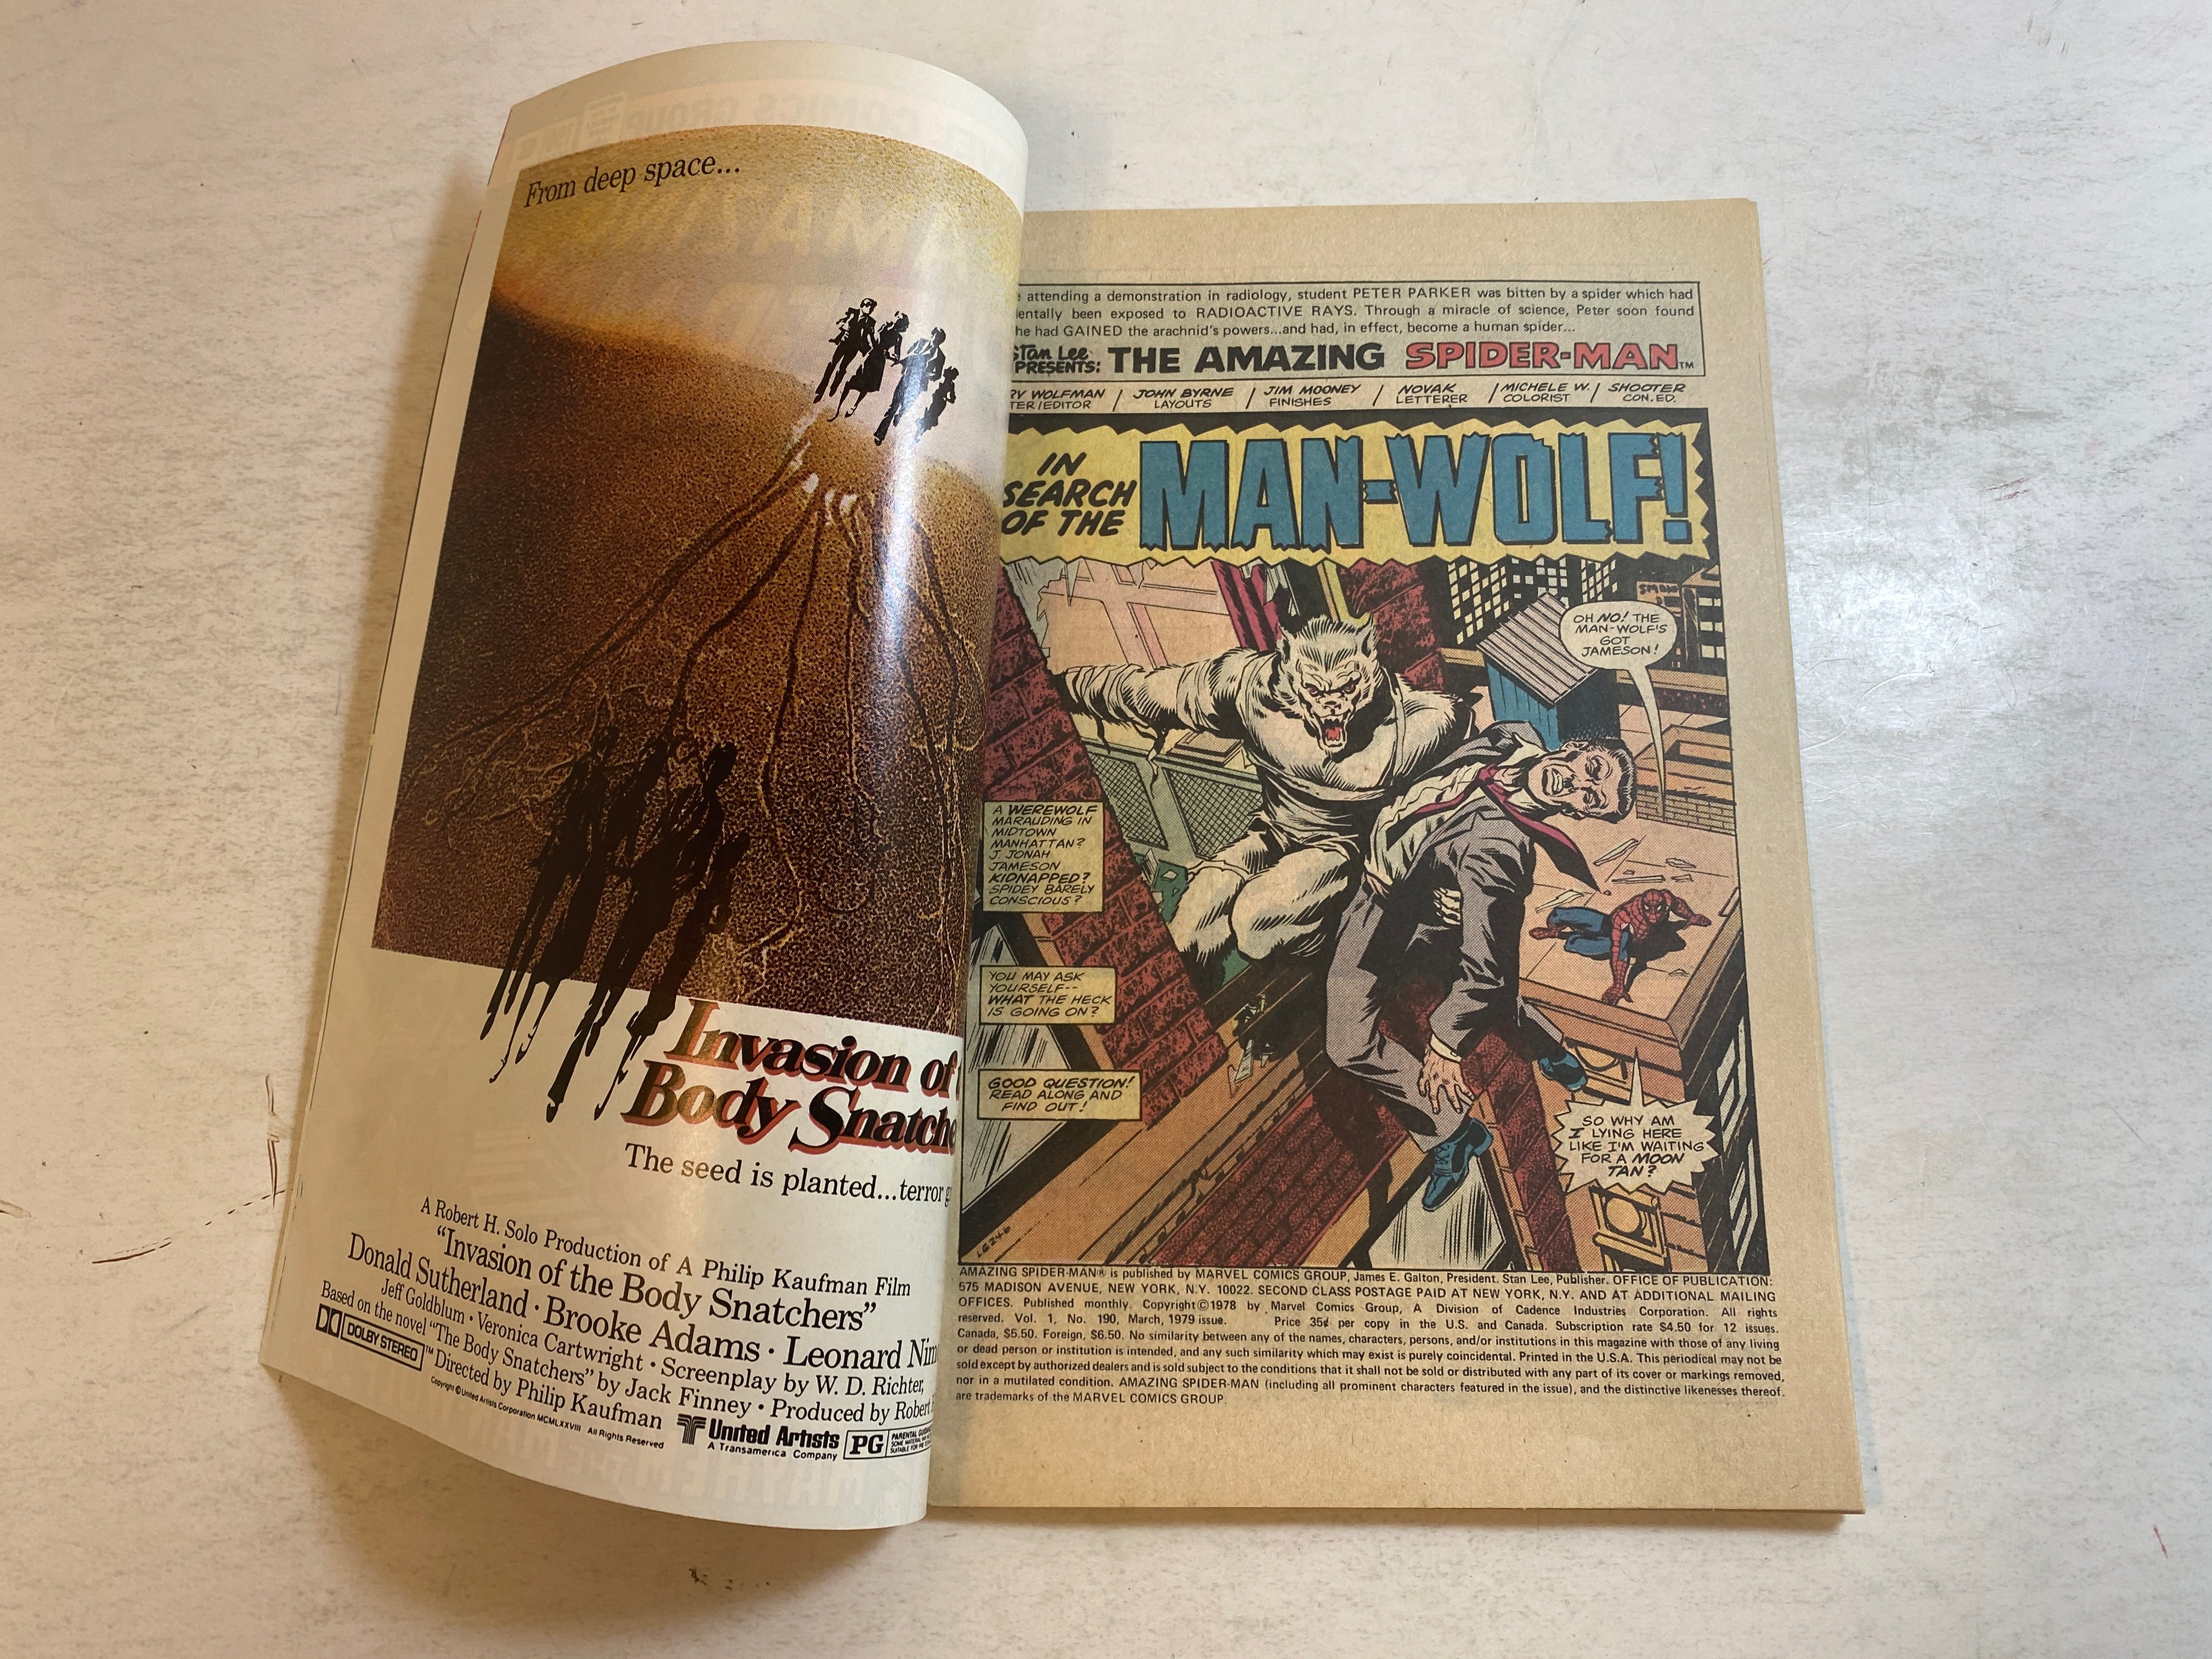 From deep space...
Invasion of
Body Snatche
The seed is planted...terror g
A Robert H. Solo Production of A Philip Kaufman Film
"Invasion of the Body Snatchers"
Donald Sutherland · Brooke Adams · Leonard Nim
Jeff Goldblum · Veronica Cartwright · Screenplay by W. D. Richter,
Based on the novel "The Body Snatchers" by Jack Finney · Produced by Robert
DOLBY STEREO ™ Directed by Philip Kaufman
Copyright © United Artists Corporation MCMLXXVIII All Rights Reserved
United Artists
A Transamerica Company
PG
e attending a demonstration in radiology, student PETER PARKER was bitten by a spider which had
dentally been exposed to RADIOACTIVE RAYS. Through a miracle of science, Peter soon found
he had GAINED the arachnid's powers...and had, in effect, become a human spider...
Stan Lee
PRESENTS: THE AMAZING SPIDER-MAN™
RV WOLFMAN / JOHN BYRNE / JIM MOONEY / NOVAK / MICHELE W. / SHOOTER
TER/EDITOR LAYOUTS FINISHES LETTERER COLORIST CON. ED.
IN
SEARCH
OF THE
MAN-WOLF!
OH NO! THE
MAN-WOLF'S
GOT
JAMESON!
A WEREWOLF
MARAUDING IN
MIDTOWN
MANHATTAN?
J. JONAH
JAMESON
KIDNAPPED?
SPIDEY BARELY
CONSCIOUS?
YOU MAY ASK
YOURSELF--
WHAT THE HECK
IS GOING ON?
GOOD QUESTION!
READ ALONG AND
FIND OUT!
SO WHY AM
I LYING HERE
LIKE I'M WAITING
FOR A MOON
TAN?
AMAZING SPIDER-MAN® is published by MARVEL COMICS GROUP, James E. Galton, President. Stan Lee, Publisher. OFFICE OF PUBLICATION:
575 MADISON AVENUE, NEW YORK, N.Y. 10022. SECOND CLASS POSTAGE PAID AT NEW YORK, N.Y. AND AT ADDITIONAL MAILING
OFFICES. Published monthly. Copyright © 1978 by Marvel Comics Group, A Division of Cadence Industries Corporation. All rights
reserved. Vol. 1, No. 190, March, 1979 issue. Price 35¢ per copy in the U.S. and Canada. Subscription rate $4.50 for 12 issues.
Canada, $5.50. Foreign, $6.50. No similarity between any of the names, characters, persons, and/or institutions in this magazine with those of any living
or dead person or institution is intended, and any such similarity which may exist is purely coincidental. Printed in the U.S.A. This periodical may not be
sold except by authorized dealers and is sold subject to the conditions that it shall not be sold or distributed with any part of its cover or markings removed,
nor in a mutilated condition. AMAZING SPIDER-MAN (including all prominent characters featured in the issue), and the distinctive likenesses thereof.
are trademarks of the MARVEL COMICS GROUP.